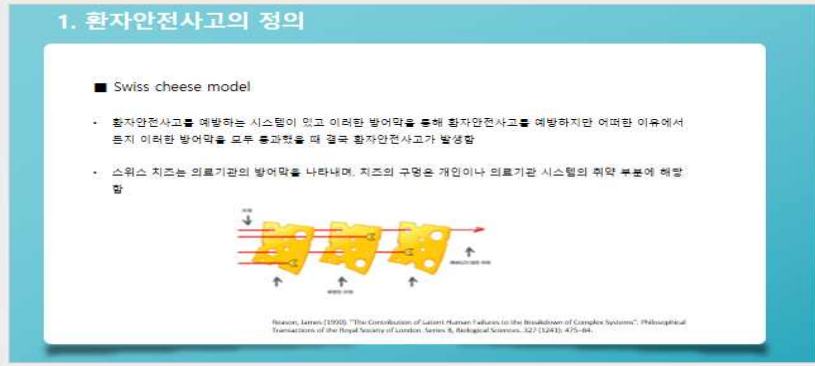 1. 환자안전사고의 정의
■ Swiss cheese model
• 환자안전사고를 예방하는 시스템이 있고 이러한 방어막을 통해 환자안전사고를 예방하지만 어떠한 이유에서
든지 이러한 방어막을 모두 통과했을 때 결국 환자안전사고가 발생함
• 스위스 치즈는 의료기관의 방어막을 나타내며, 치즈의 구멍은 개인이나 의료기관 시스템의 취약 부분에 해당
함
Reason, James (1990). "The Contribution of Latent Human Failures to the Breakdown of Complex Systems". Philosophical
Transactions of the Royal Society of London. Series B, Biological Sciences. 327 (1241): 475–84.